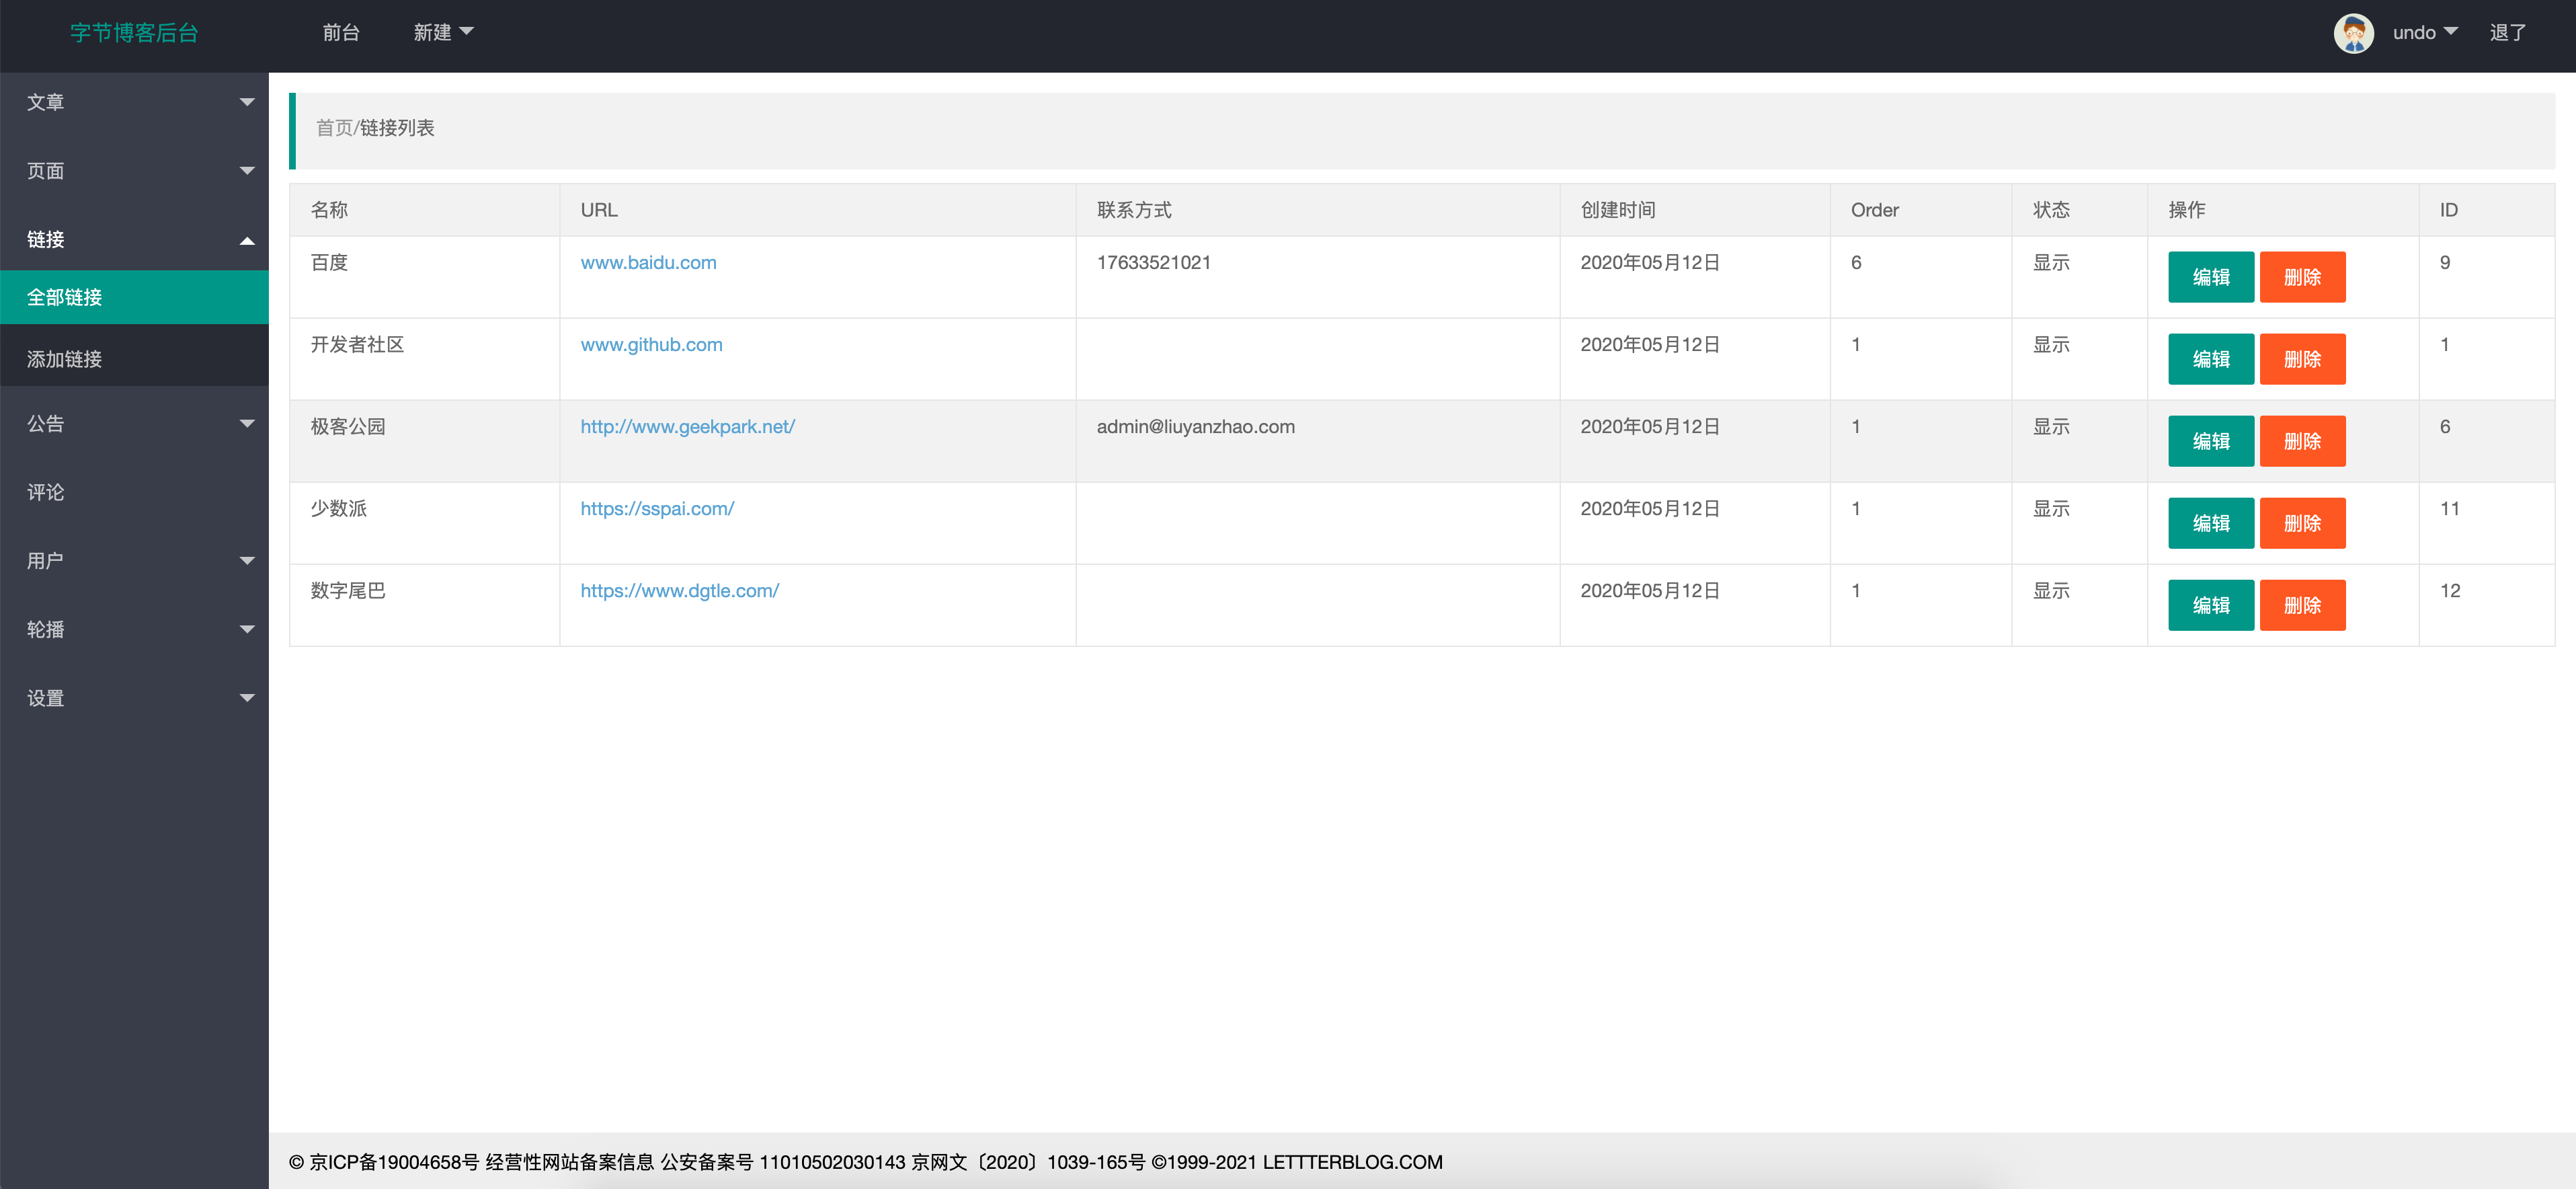 字节博客后台 前台 新建 undo 退了
文章
页面
链接
全部链接
添加链接
公告
评论
用户
轮播
设置
首页/链接列表
名称 URL 联系方式 创建时间 Order 状态 操作 ID
百度 www.baidu.com 17633521021 2020年05月12日 6 显示 编辑 删除 9
开发者社区 www.github.com 2020年05月12日 1 显示 编辑 删除 1
极客公园 http://www.geekpark.net/ admin@liuyanzhao.com 2020年05月12日 1 显示 编辑 删除 6
少数派 https://sspai.com/ 2020年05月12日 1 显示 编辑 删除 11
数字尾巴 https://www.dgtle.com/ 2020年05月12日 1 显示 编辑 删除 12
© 京ICP备19004658号 经营性网站备案信息 公安备案号 11010502030143 京网文〔2020〕1039-165号 ©1999-2021 LETTTERBLOG.COM